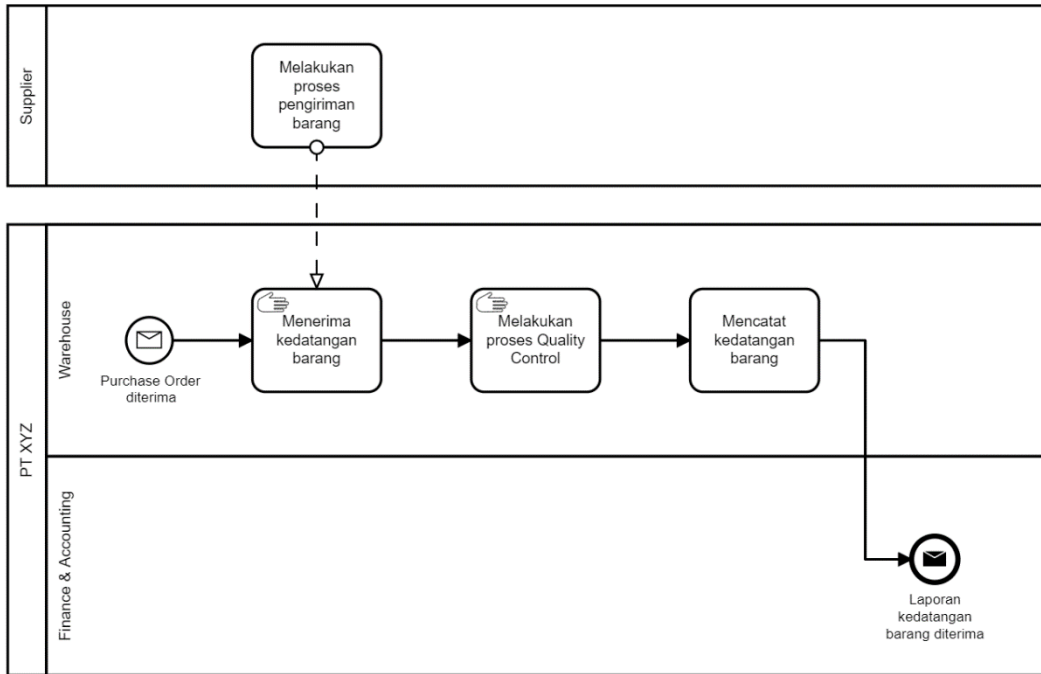 Supplier
Melakukan
proses
pengiriman
barang
PT XYZ
Warehouse
Purchase Order
diterima
Menerima
kedatangan
barang
Melakukan
proses Quality
Control
Mencatat
kedatangan
barang
Finance & Accounting
Laporan
kedatangan
barang diterima